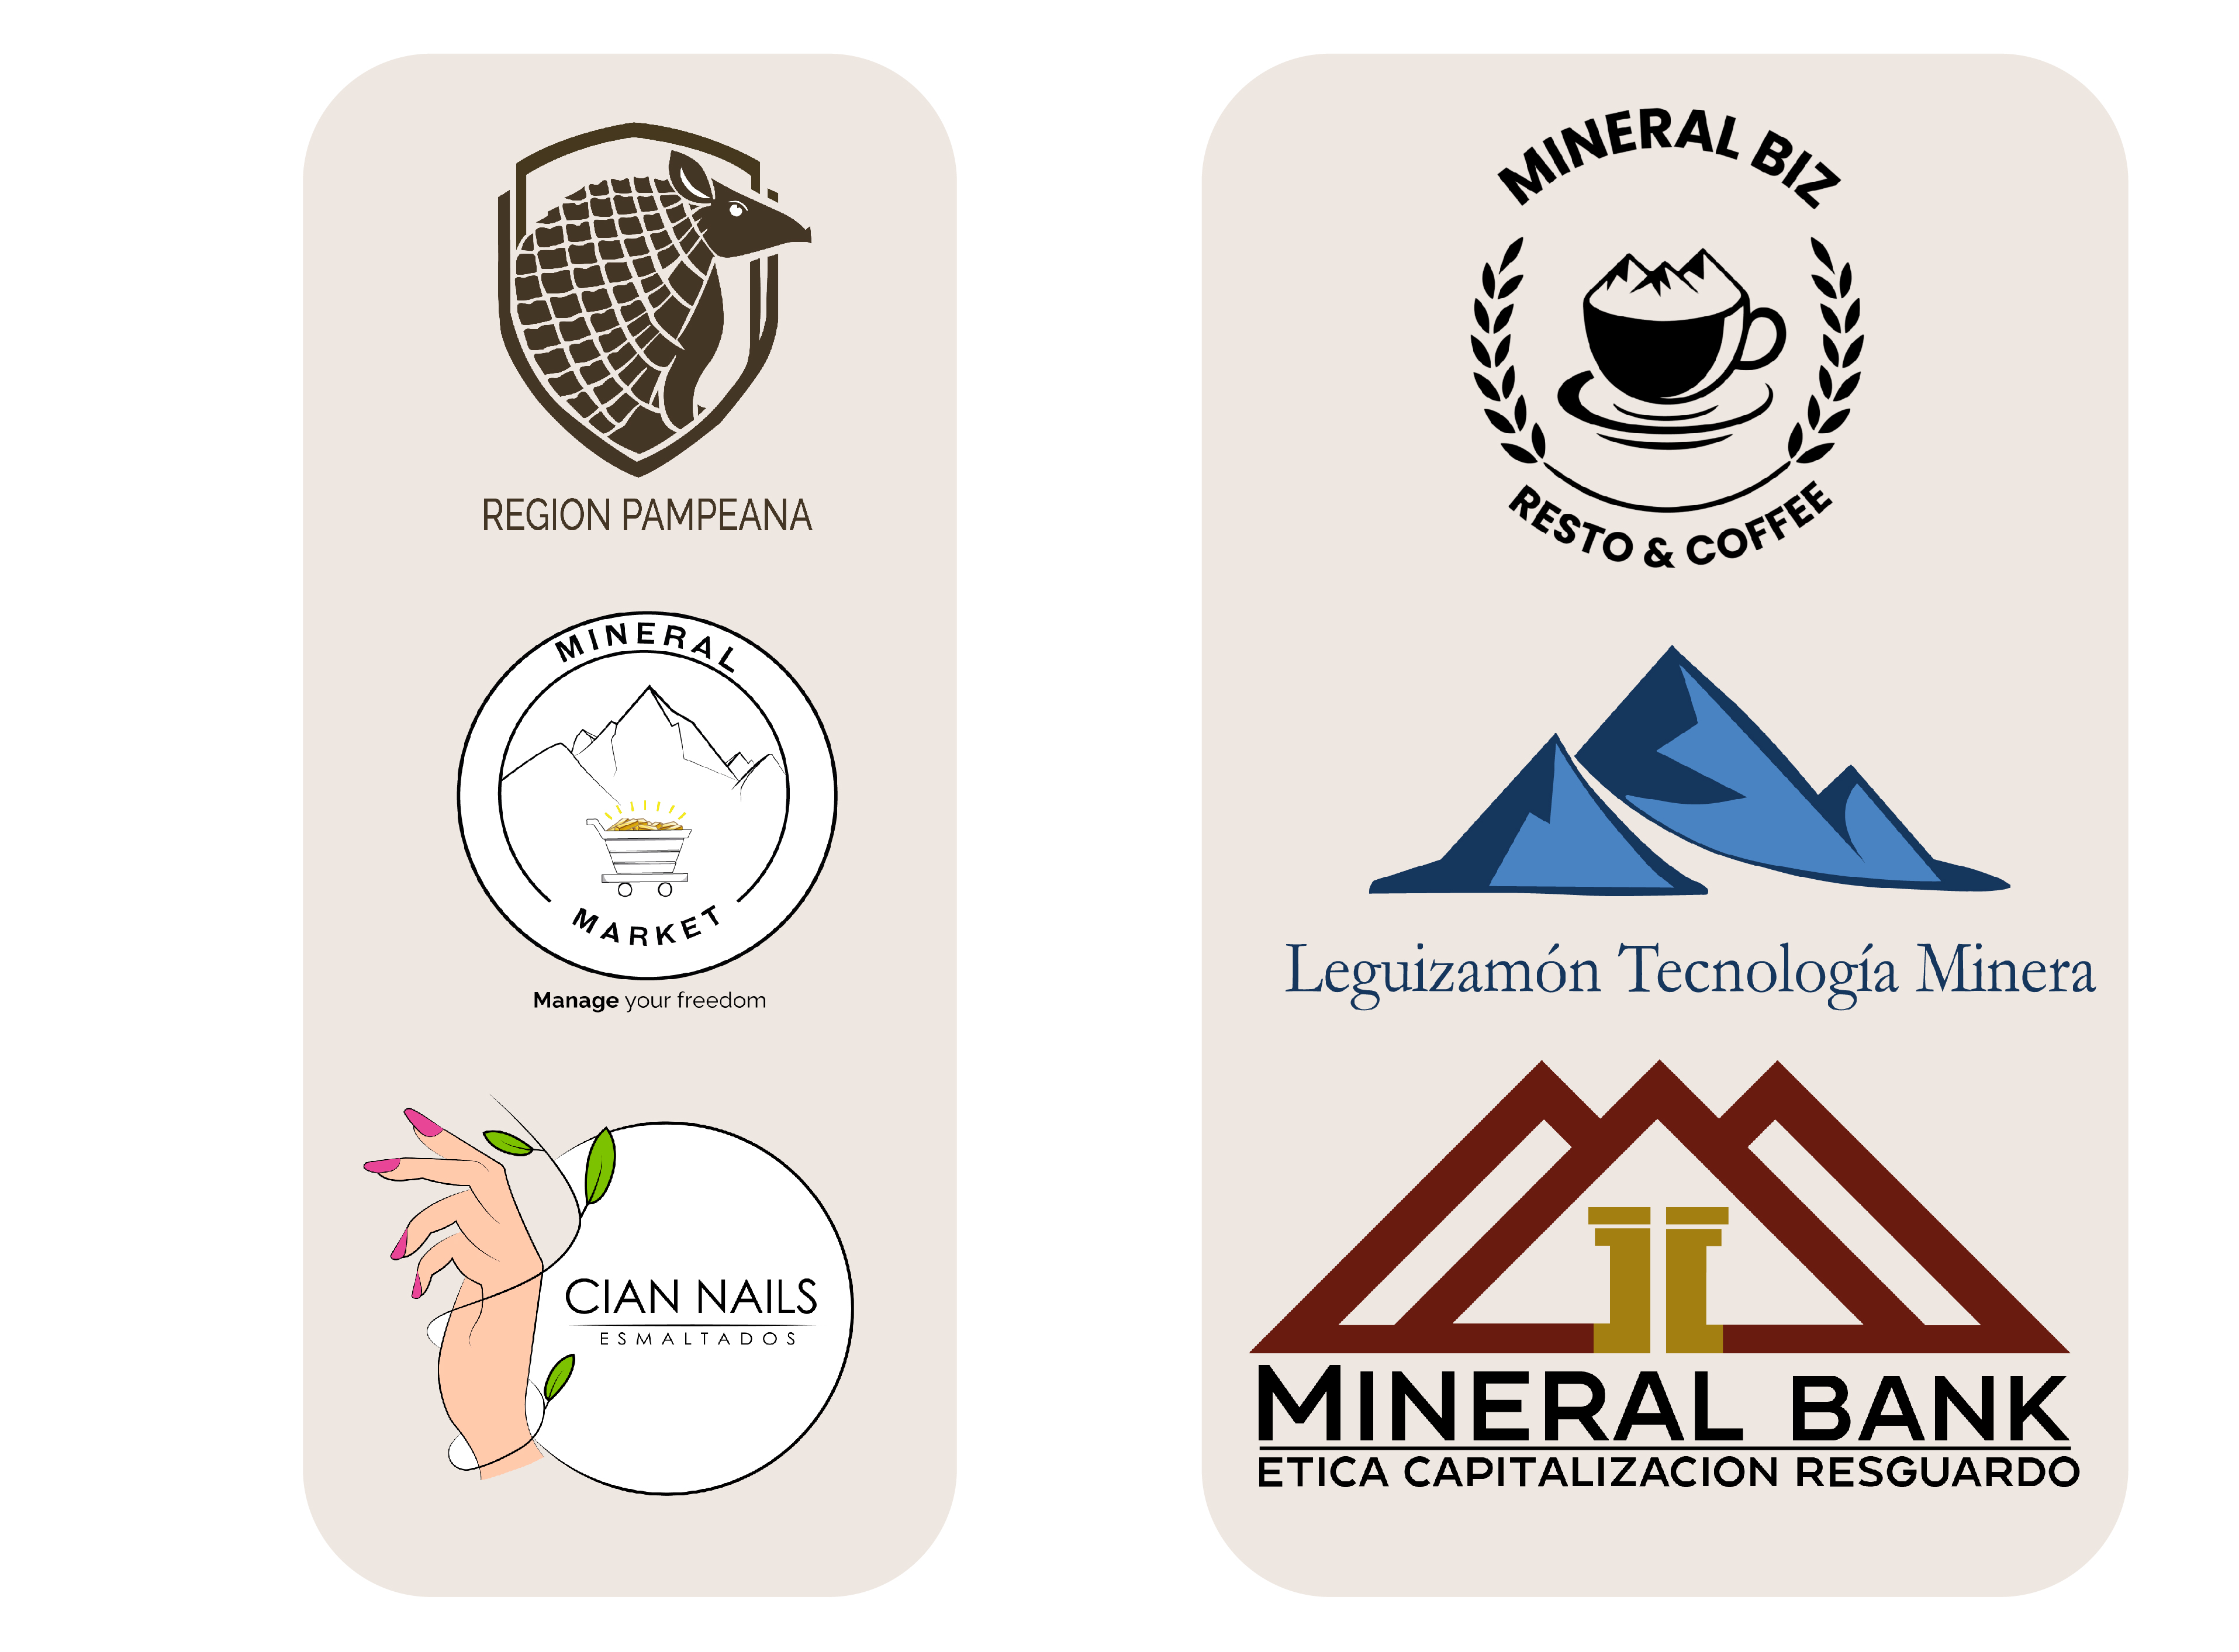 REGION PAMPEANA
MINERAL
MARKET
Manage your freedom
CIAN NAILS
ESMALTADOS
MINERAL BIZ
RESTO & COFFEE
Leguizamón Tecnología Minera
MINERAL BANK
ETICA CAPITALIZACION RESGUARDO